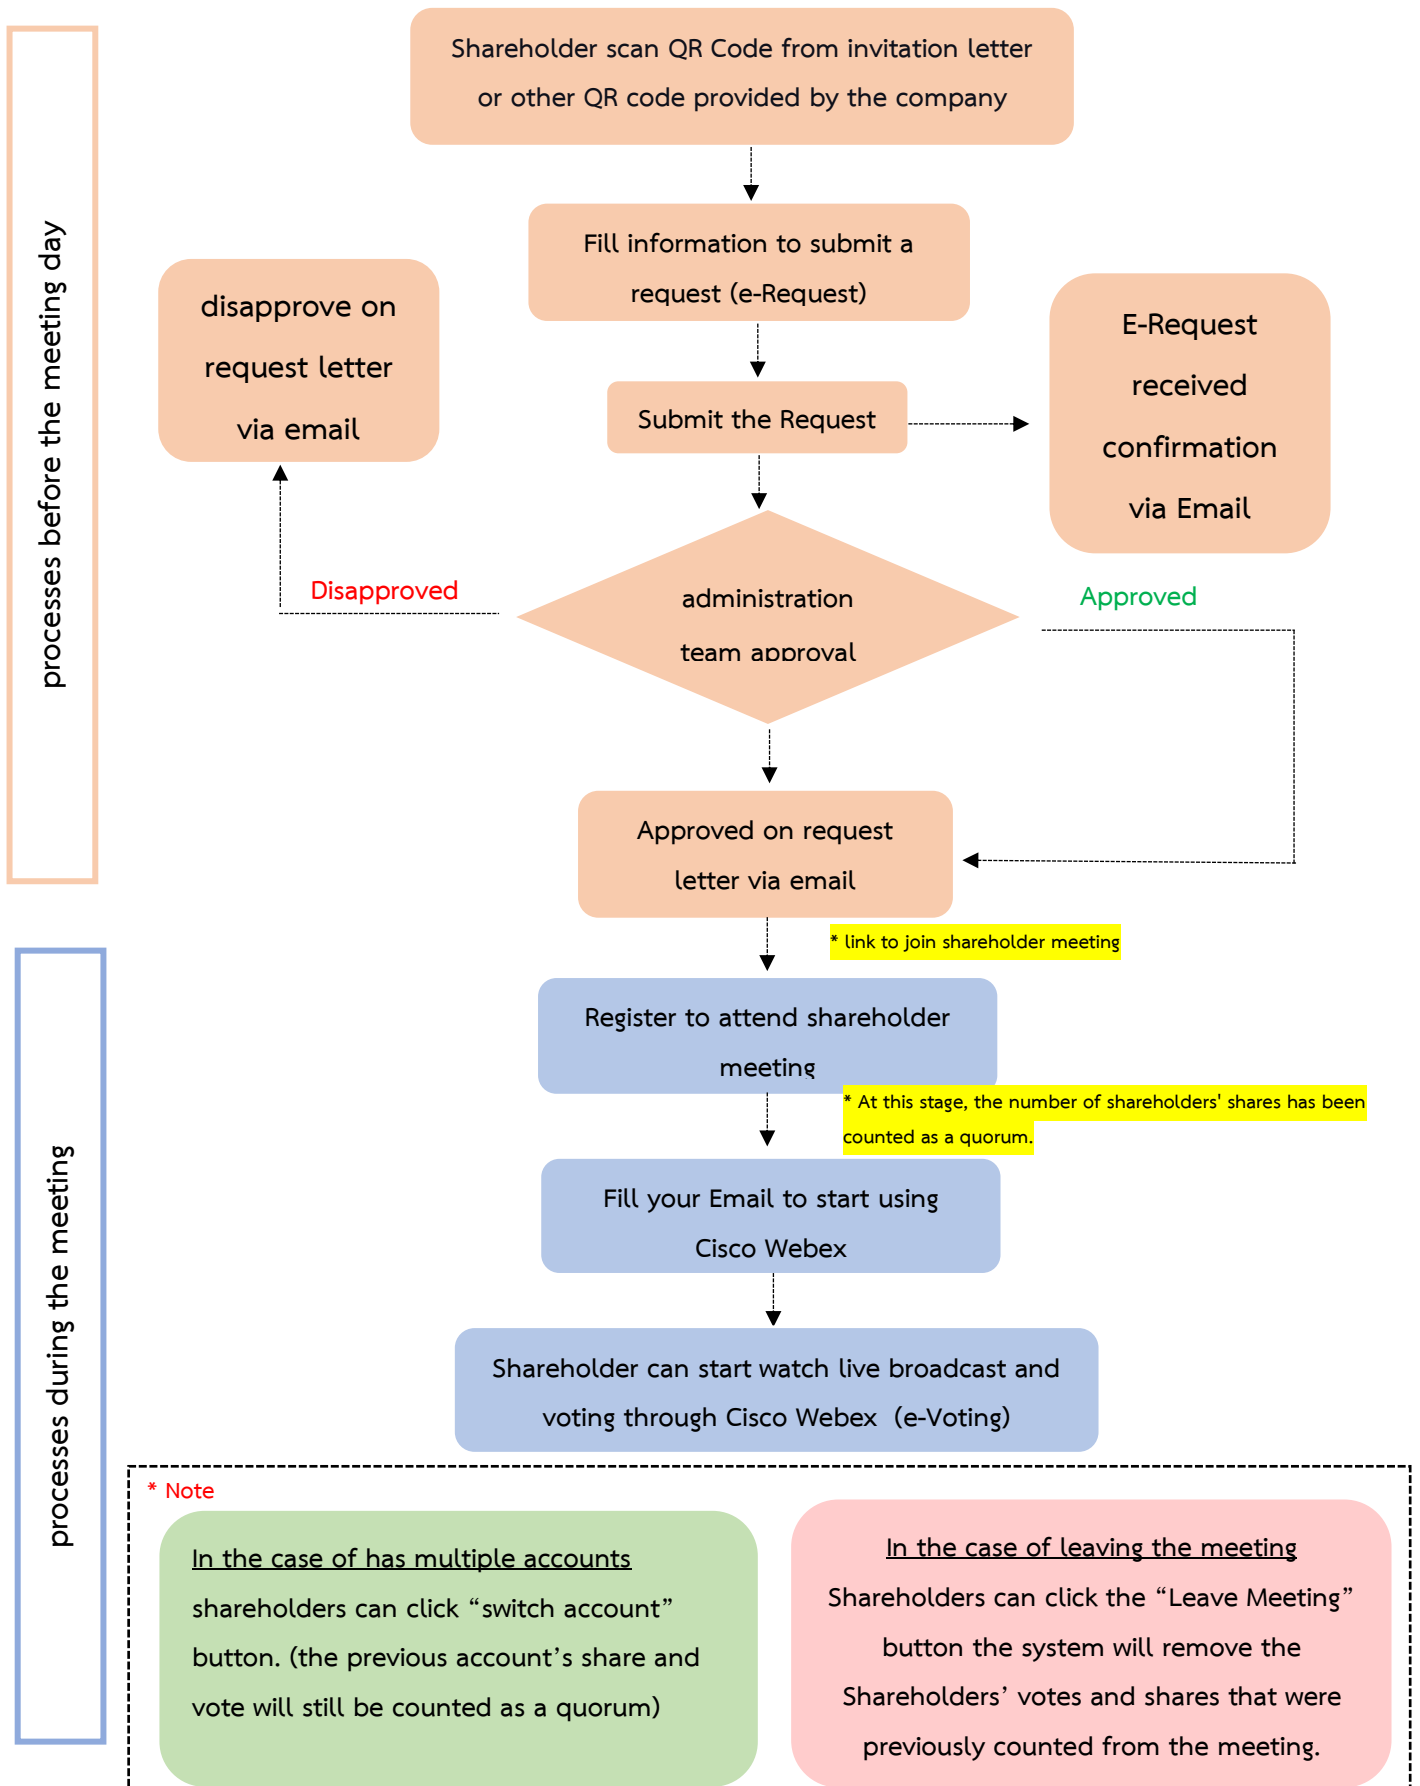 Shareholder scan QR Code from invitation letter
or other QR code provided by the company
processes before the meeting day
Fill information to submit a
request (e-Request)
disapprove on
request letter
via email
E-Request
received
confirmation
via Email
Submit the Request
Disapproved
administration
team approval
Approved
Approved on request
letter via email
* link to join shareholder meeting
processes during the meeting
Register to attend shareholder
meeting
* At this stage, the number of shareholders' shares has been
counted as a quorum.
Fill your Email to start using
Cisco Webex
Shareholder can start watch live broadcast and
voting through Cisco Webex (e-Voting)
* Note
In the case of has multiple accounts
shareholders can click “switch account”
button. (the previous account’s share and
vote will still be counted as a quorum)
In the case of leaving the meeting
Shareholders can click the “Leave Meeting”
button the system will remove the
Shareholders’ votes and shares that were
previously counted from the meeting.